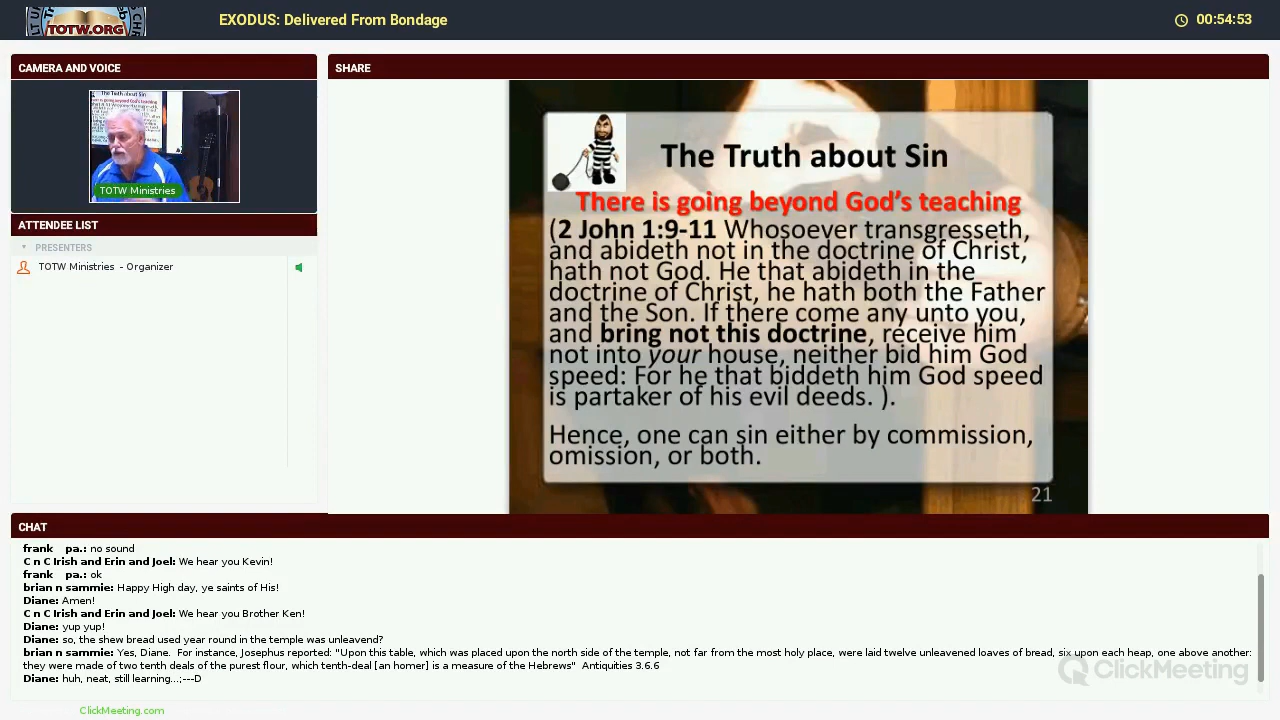 TOTW.ORG
EXODUS: Delivered From Bondage
00:54:53
CAMERA AND VOICE
The Truth about Sin
TOTW Ministries
ATTENDEE LIST
PRESENTERS
TOTW Ministries - Organizer
SHARE
The Truth about Sin
There is going beyond God's teaching
(2 John 1:9-11 Whosoever transgresseth,
and abideth not in the doctrine of Christ,
hath not God. He that abideth in the
doctrine of Christ, he hath both the Father
and the Son. If there come any unto you,
and bring not this doctrine, receive him
not into your house, neither bid him God
speed: For he that biddeth him God speed
is partaker of his evil deeds. ).
Hence, one can sin either by commission,
omission, or both.
21
CHAT
frank pa.: no sound
C n C Irish and Erin and Joel: We hear you Kevin!
frank pa.: ok
brian n sammie: Happy High day, ye saints of His!
Diane: Amen!
C n C Irish and Erin and Joel: We hear you Brother Ken!
Diane: yup yup!
Diane: so, the shew bread used year round in the temple was unleavend?
brian n sammie: Yes, Diane. For instance, Josephus reported: "Upon this table, which was placed upon the north side of the temple, not far from the most holy place, were laid twelve unleavened loaves of bread, six upon each heap, one above another:
they were made of two tenth deals of the purest flour, which tenth-deal [an homer] is a measure of the Hebrews" Antiquities 3.6.6
Diane: huh, neat, still learning...;---D
ClickMeeting
ClickMeeting.com